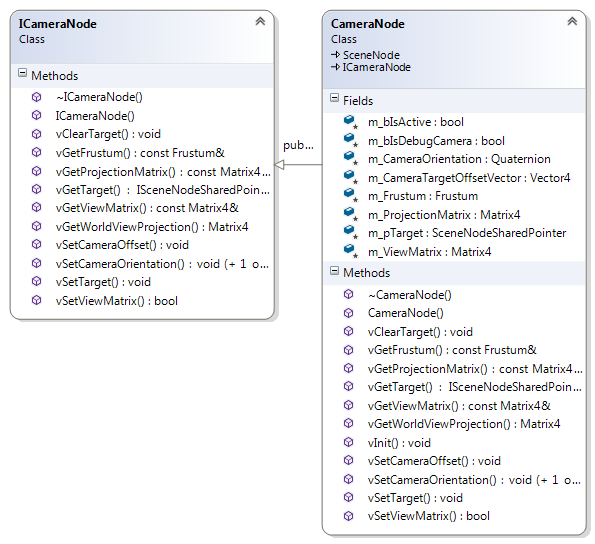 ICameraNode
Class
Methods
~ICameraNode()
ICameraNode()
vClearTarget() : void
vGetFrustum() : const Frustum&
vGetProjectionMatrix() : const Matrix4...
vGetTarget() : ISceneNodeSharedPoin...
vGetViewMatrix() : const Matrix4&
vGetWorldViewProjection() : Matrix4
vSetCameraOffset() : void
vSetCameraOrientation() : void (+ 1 o...
vSetTarget() : void
vSetViewMatrix() : bool
pub...
CameraNode
Class
SceneNode
ICameraNode
Fields
m_bIsActive : bool
m_bIsDebugCamera : bool
m_CameraOrientation : Quaternion
m_CameraTargetOffsetVector : Vector4
m_Frustum : Frustum
m_ProjectionMatrix : Matrix4
m_pTarget : SceneNodeSharedPointer
m_ViewMatrix : Matrix4
Methods
~CameraNode()
CameraNode()
vClearTarget() : void
vGetFrustum() : const Frustum&
vGetProjectionMatrix() : const Matrix4...
vGetTarget() : ISceneNodeSharedPoin...
vGetViewMatrix() : const Matrix4&
vGetWorldViewProjection() : Matrix4
vInit() : void
vSetCameraOffset() : void
vSetCameraOrientation() : void (+ 1 o...
vSetTarget() : void
vSetViewMatrix() : bool